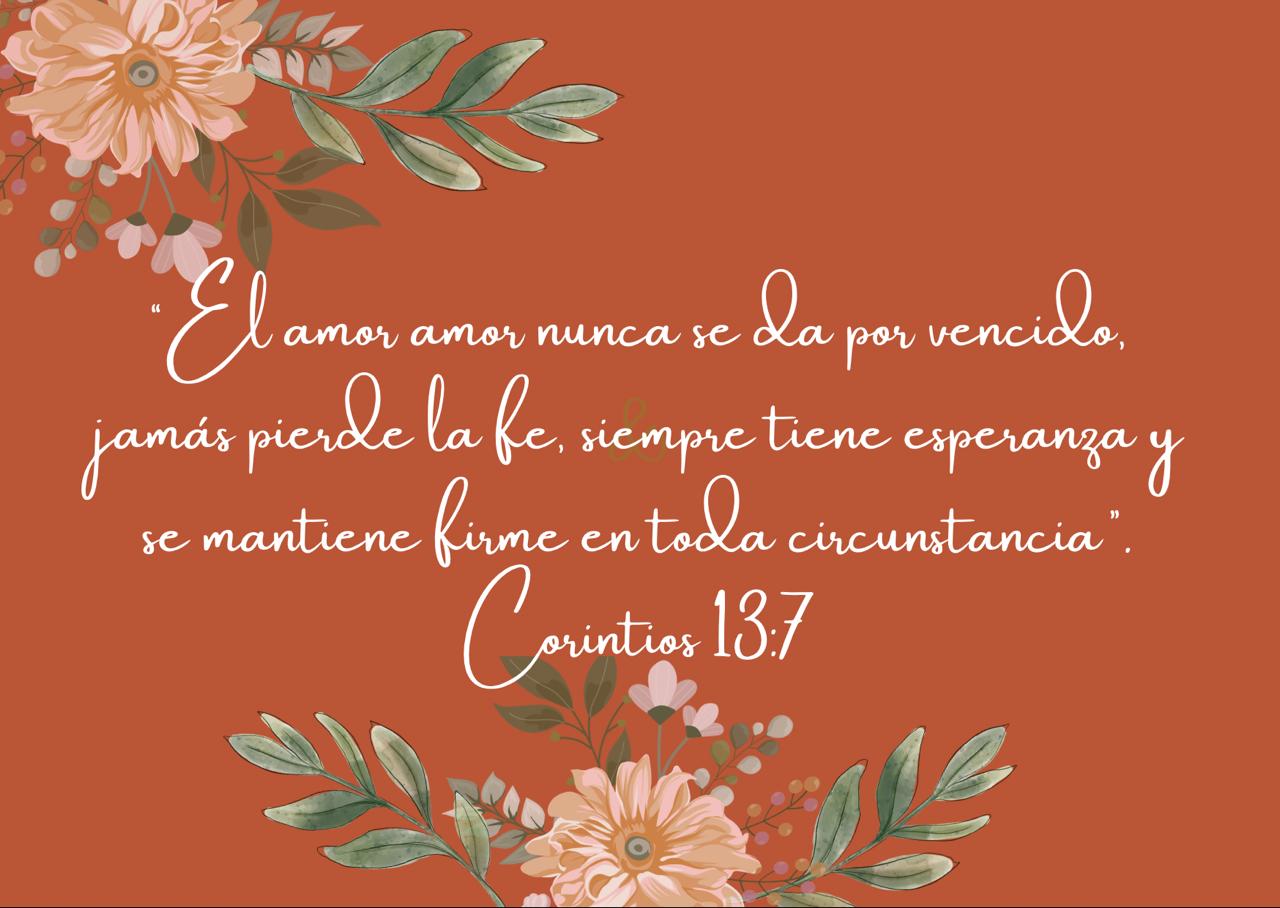 “El amor amor nunca se da por vencido,
jamás pierde la fe, siempre tiene esperanza y
se mantiene firme en toda circunstancia”.
Corintios 13:7
&